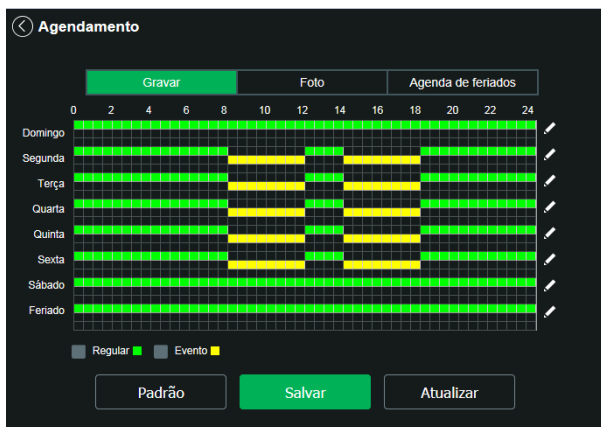 Agendamento
Gravar Foto Agenda de feriados
0 2 4 6 8 10 12 14 16 18 20 22 24
Domingo
Segunda
Terça
Quarta
Quinta
Sexta
Sábado
Feriado
Regular Evento
Padrão Salvar Atualizar